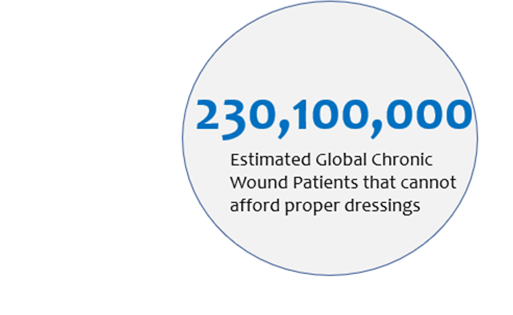 230,100,000
Estimated Global Chronic
Wound Patients that cannot
afford proper dressings